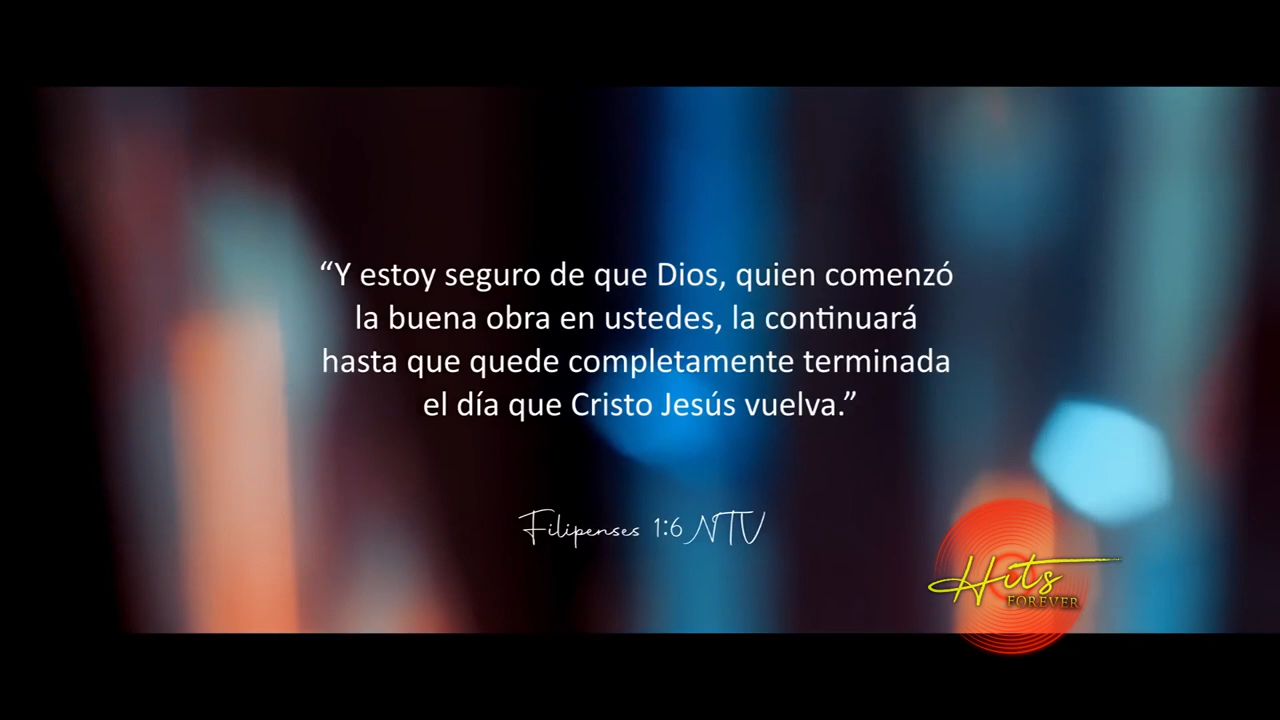 “Y estoy seguro de que Dios, quien comenzó
la buena obra en ustedes, la continuará
hasta que quede completamente terminada
el día que Cristo Jesús vuelva.”
Filipenses 1:6 NTV
Hits
FOREVER